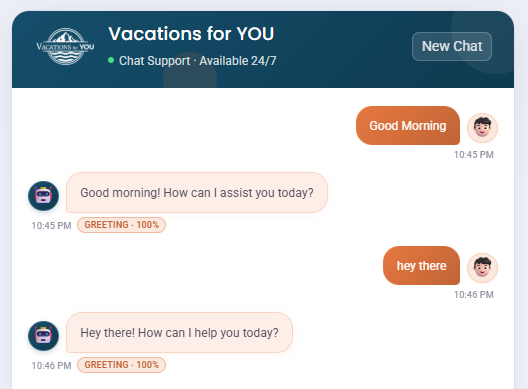 VACATIONS for YOU
Vacations for YOU
Chat Support · Available 24/7
New Chat
Good Morning
10:45 PM
Good morning! How can I assist you today?
10:45 PM GREETING · 100%
hey there
10:46 PM
Hey there! How can I help you today?
10:46 PM GREETING · 100%